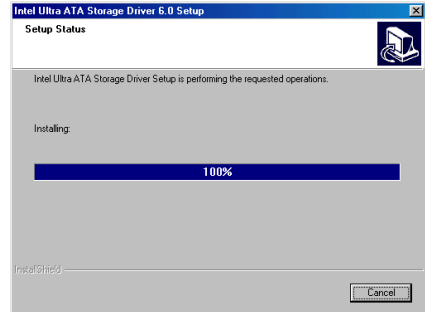 Intel Ultra ATA Storage Driver 6.0 Setup
Setup Status
Intel Ultra ATA Storage Driver Setup is performing the requested operations.
Installing:
100%
InstallShield
Cancel